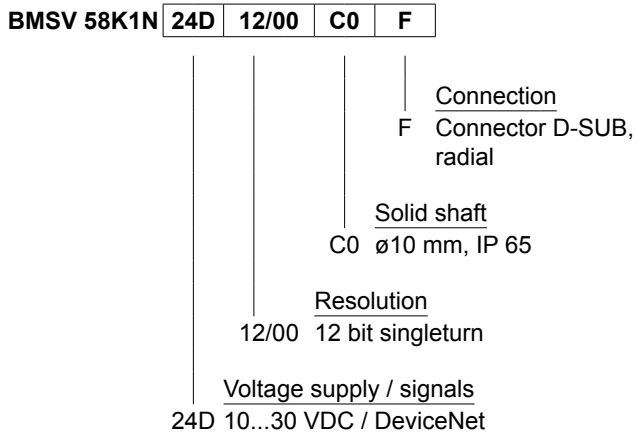 BMSV 58K1N 24D 12/00 C0 F
Connection
F Connector D-SUB,
radial
Solid shaft
C0 ø10 mm, IP 65
Resolution
12/00 12 bit singleturn
Voltage supply / signals
24D 10...30 VDC / DeviceNet